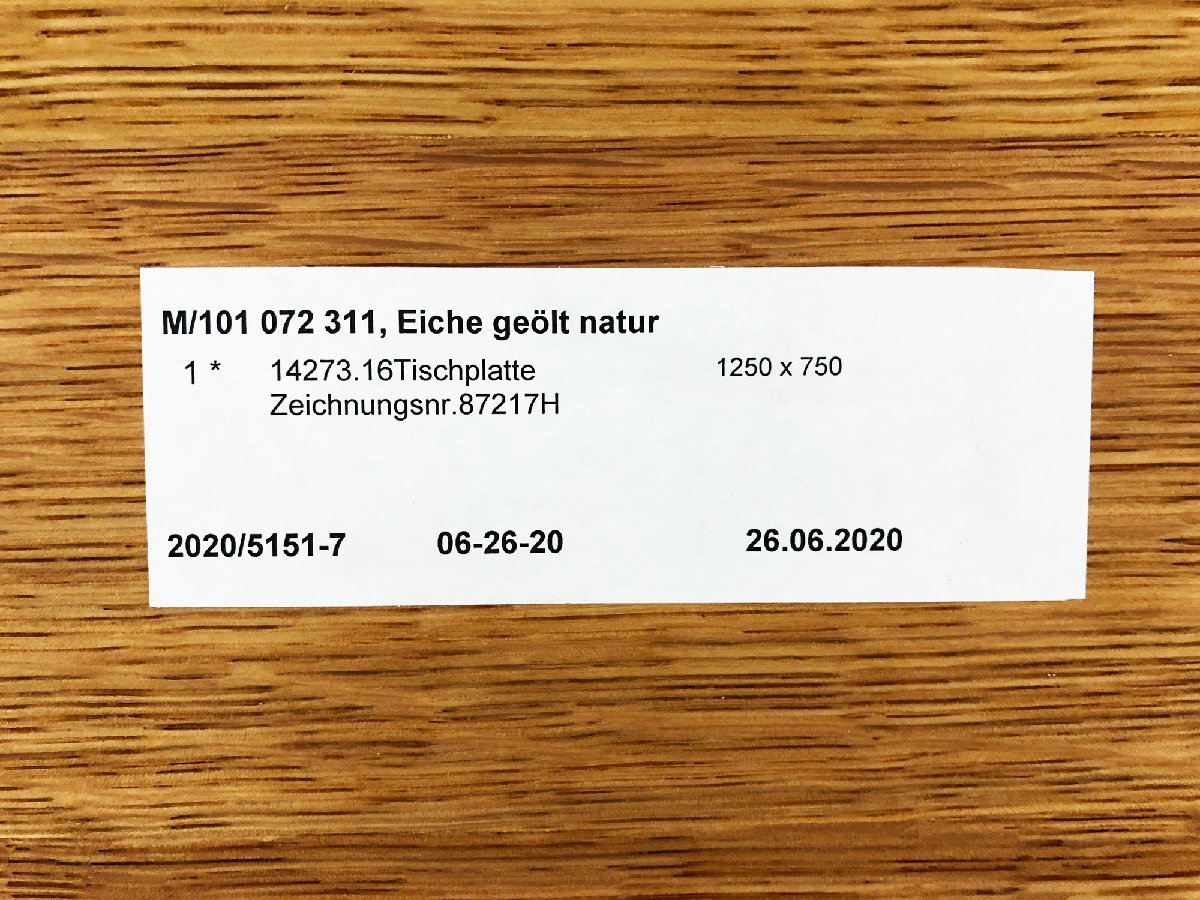 M/101 072 311, Eiche geölt natur
1 * 14273.16Tischplatte 1250 x 750
Zeichnungsnr.87217H
2020/5151-7 06-26-20 26.06.2020